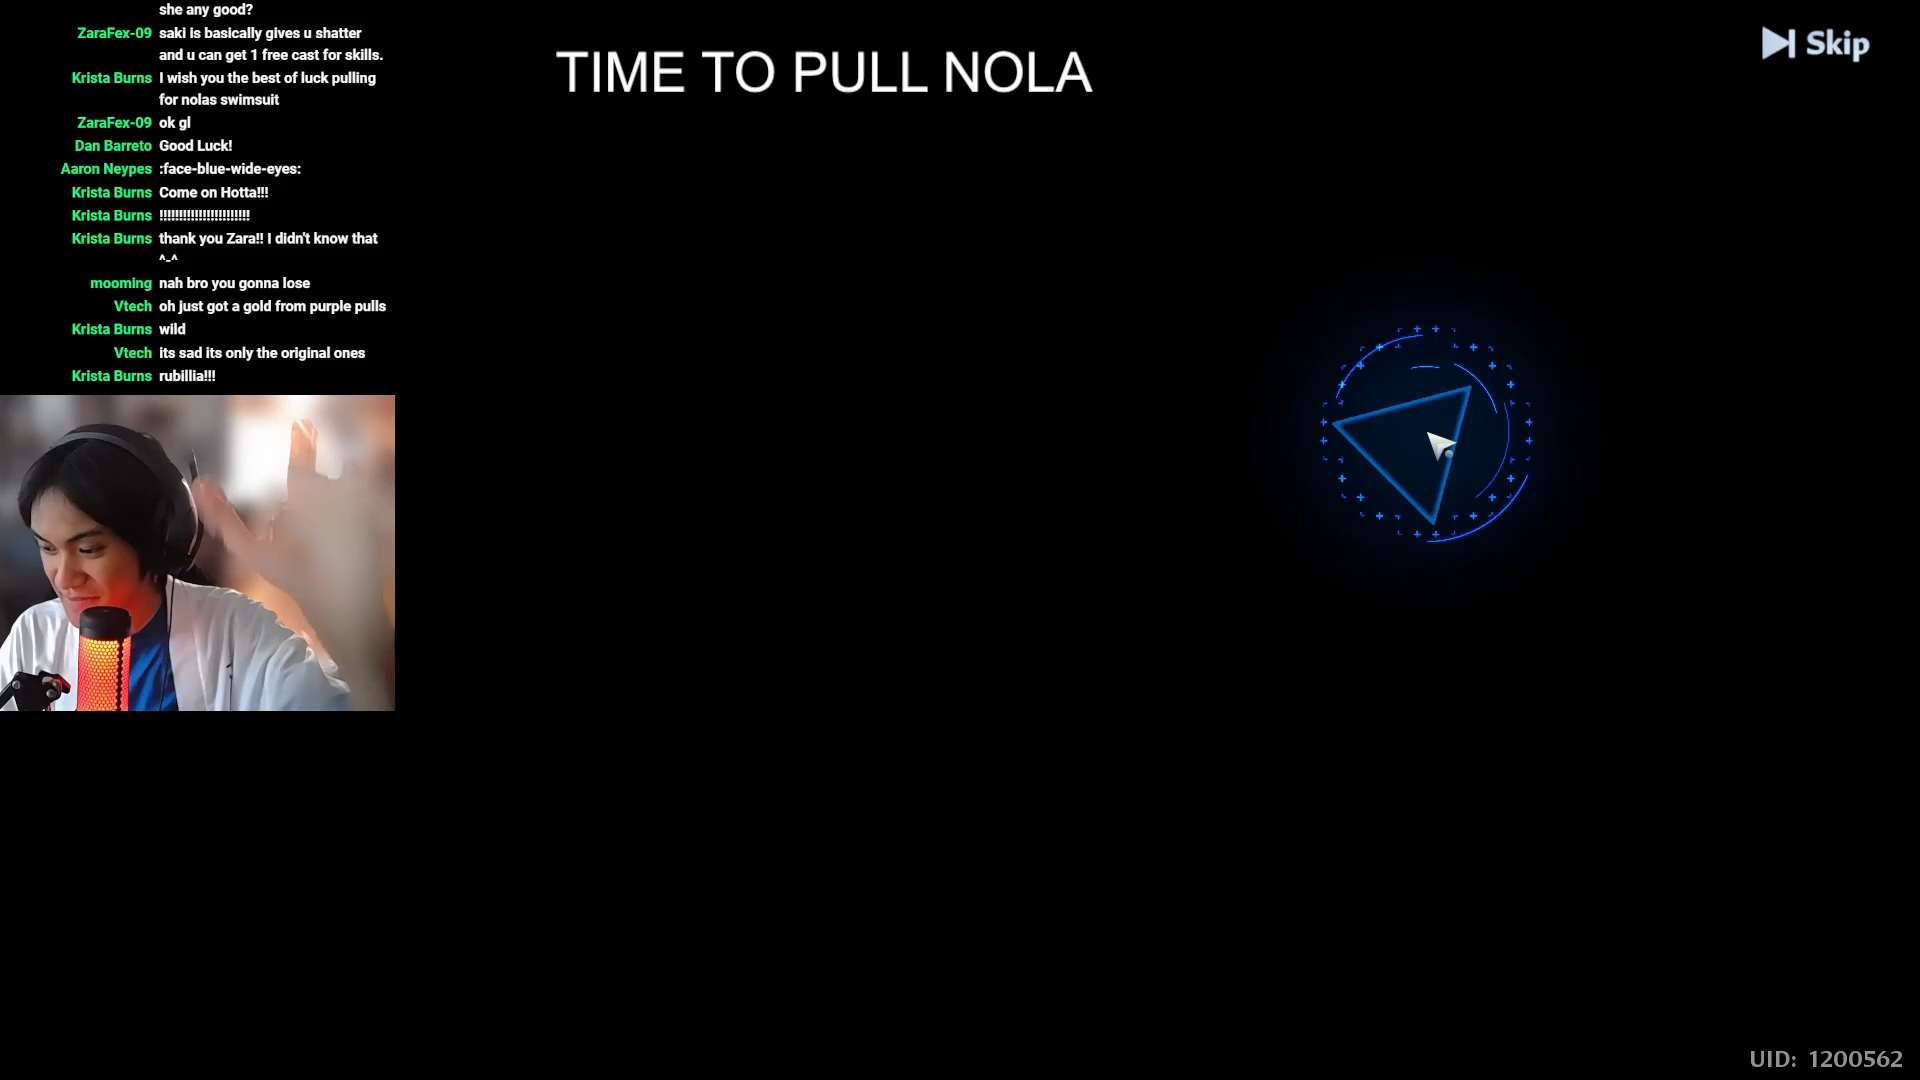 she any good?
ZaraFex-09 saki is basically gives u shatter
and u can get 1 free cast for skills.
Krista Burns I wish you the best of luck pulling
for nolas swimsuit
ZaraFex-09 ok gl
Dan Barreto Good Luck!
Aaron Neypes :face-blue-wide-eyes:
Krista Burns Come on Hotta!!!
Krista Burns !!!!!!!!!!!!!!!!!!!!!!!
Krista Burns thank you Zara!! I didn't know that
^-^
mooming nah bro you gonna lose
Vtech oh just got a gold from purple pulls
Krista Burns wild
Vtech its sad its only the original ones
Krista Burns rubillia!!!
TIME TO PULL NOLA
Skip
UID: 1200562